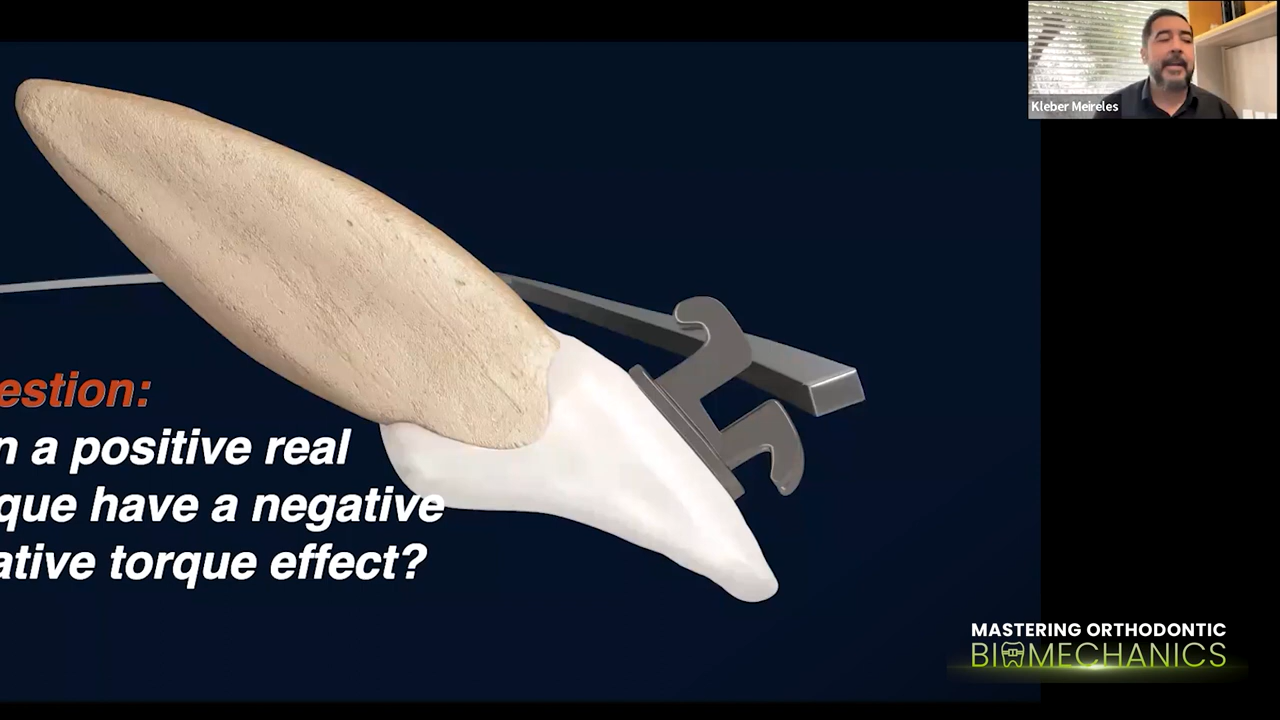 Kleber Meireles
estion:
n a positive real
que have a negative
ative torque effect?
MASTERING ORTHODONTIC
BIOMECHANICS